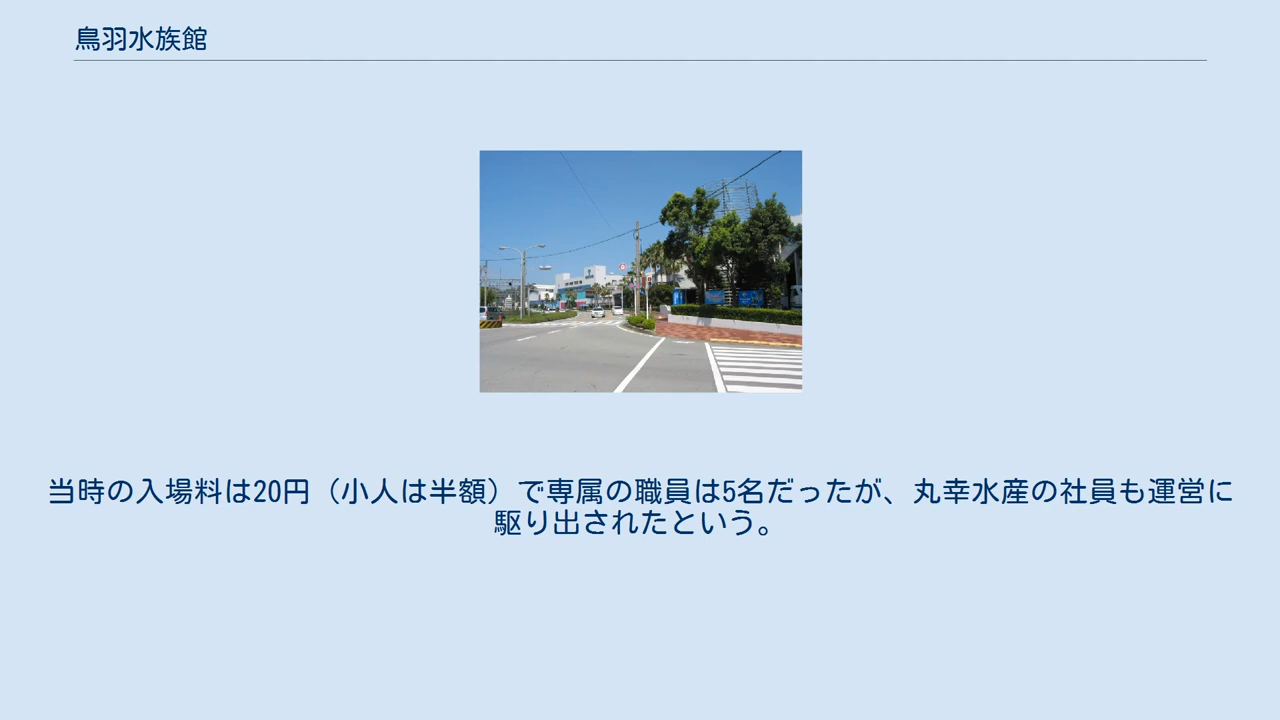 鳥羽水族館
当時の入場料は20円（小人は半額）で専属の職員は5名だったが、丸幸水産の社員も運営に
駆り出されたという。